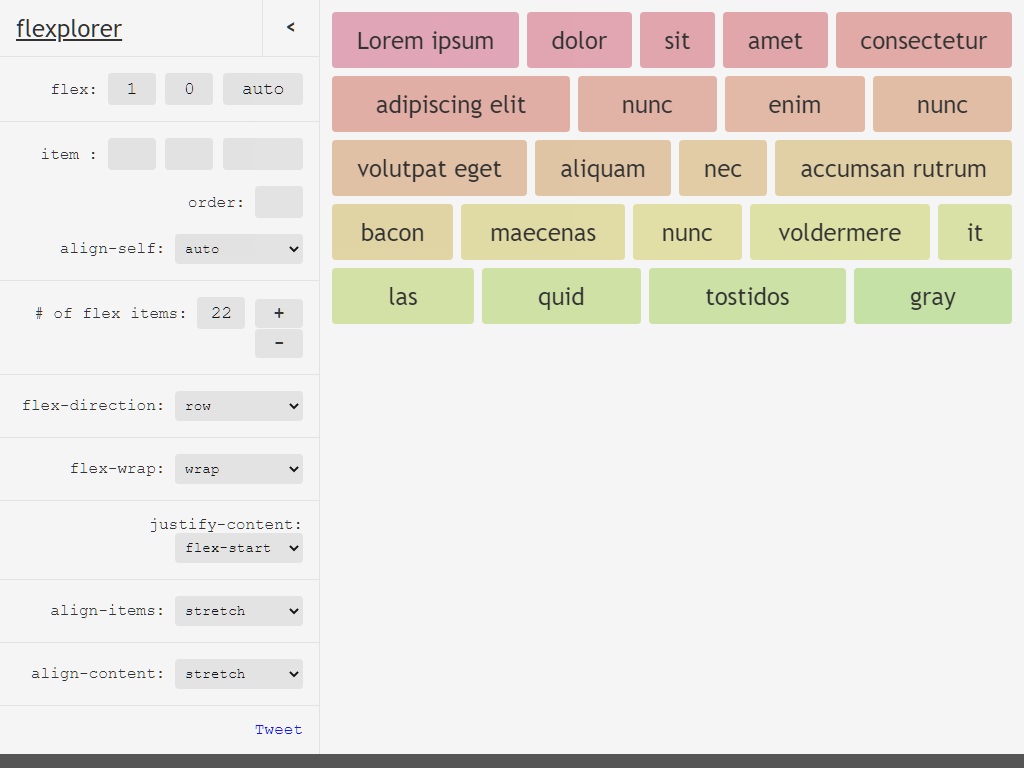 flexplorer <
flex: 1 0 auto
item :
order:
align-self: auto
# of flex items: 22 +
-
flex-direction: row
flex-wrap: wrap
justify-content:
flex-start
align-items: stretch
align-content: stretch
Tweet
Lorem ipsum dolor sit amet consectetur
adipiscing elit nunc enim nunc
volutpat eget aliquam nec accumsan rutrum
bacon maecenas nunc voldermere it
las quid tostidos gray